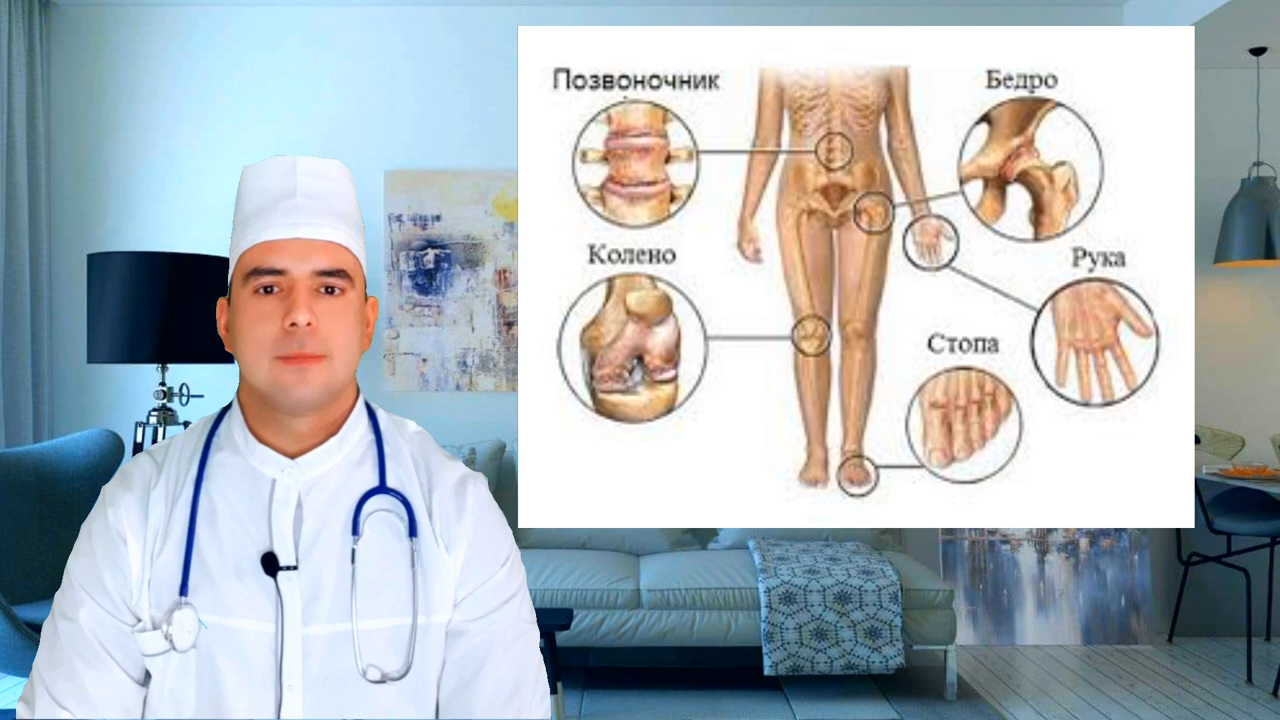 Позвоночник
Бедро
Колено
Рука
Стопа